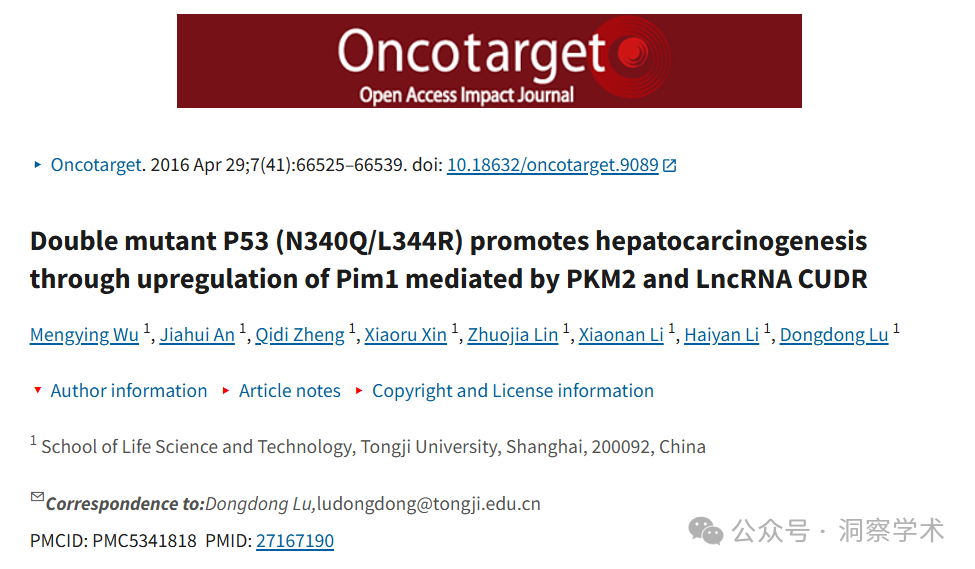 Oncotarget
Open Access Impact Journal
Oncotarget. 2016 Apr 29;7(41):66525–66539. doi: 10.18632/oncotarget.9089
Double mutant P53 (N340Q/L344R) promotes hepatocarcinogenesis
through upregulation of Pim1 mediated by PKM2 and LncRNA CUDR
Mengying Wu 1, Jiahui An 1, Qidi Zheng 1, Xiaoru Xin 1, Zhuojia Lin 1, Xiaonan Li 1, Haiyan Li 1, Dongdong Lu 1
Author information Article notes Copyright and License information
1 School of Life Science and Technology, Tongji University, Shanghai, 200092, China
Correspondence to:Dongdong Lu,ludongdong@tongji.edu.cn
PMCID: PMC5341818 PMID: 27167190
公众号 · 洞察学术